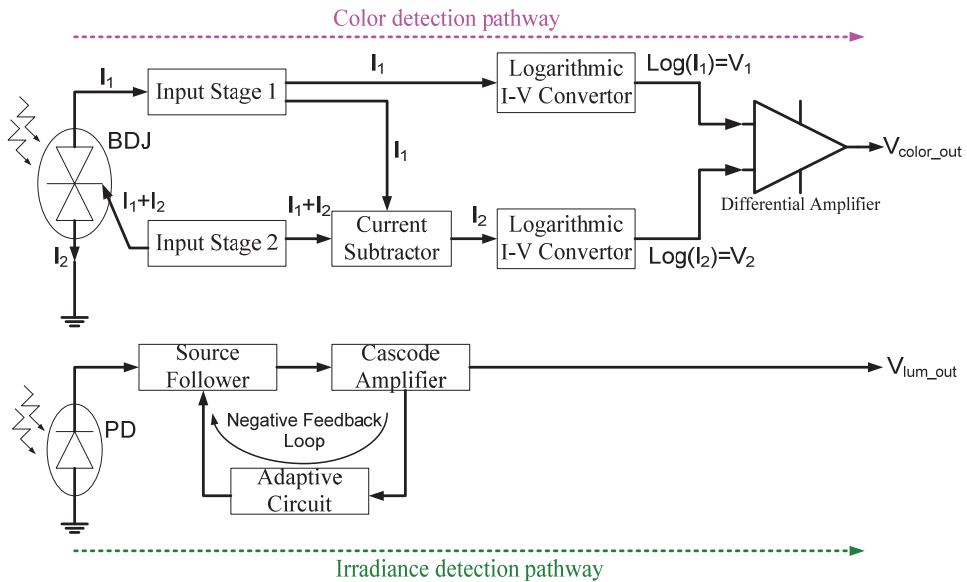 Color detection pathway
I₁
Input Stage 1
I₁
Logarithmic
I-V Convertor
Log(I₁)=V₁
BDJ
I₁
V_color_out
Differential Amplifier
I₁+I₂
Input Stage 2
I₁+I₂
Current
Subtractor
I₂
Logarithmic
I-V Convertor
Log(I₂)=V₂
I₂
Source
Follower
Cascode
Amplifier
V_lum_out
PD
Negative Feedback
Loop
Adaptive
Circuit
Irradiance detection pathway